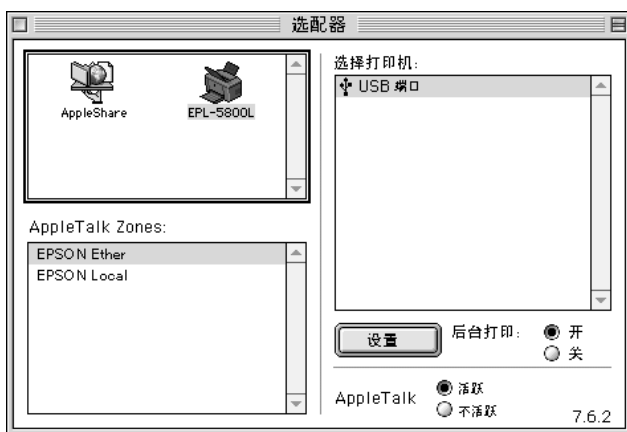 选配器
AppleShare
EPL-5800L
AppleTalk Zones:
EPSON Ether
EPSON Local
选择打印机:
USB 端口
设置
后台打印:
开
关
AppleTalk
活跃
不活跃
7.6.2